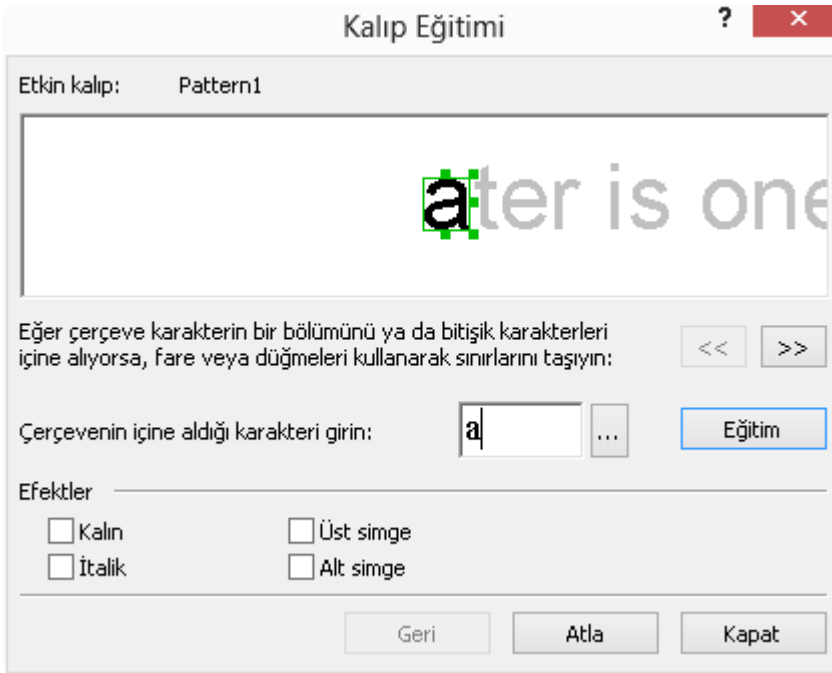 Kalıp Eğitimi ?
Etkin kalıp: Pattern1
ater is one
Eğer çerçeve karakterin bir bölümünü ya da bitişik karakterleri
içine alıyorsa, fare veya düğmeleri kullanarak sınırlarını taşıyın:
<< >>
Çerçevenin içine aldığı karakteri girin: a ... Eğitim
Efektler
Kalın Üst simge
İtalik Alt simge
Geri Atla Kapat